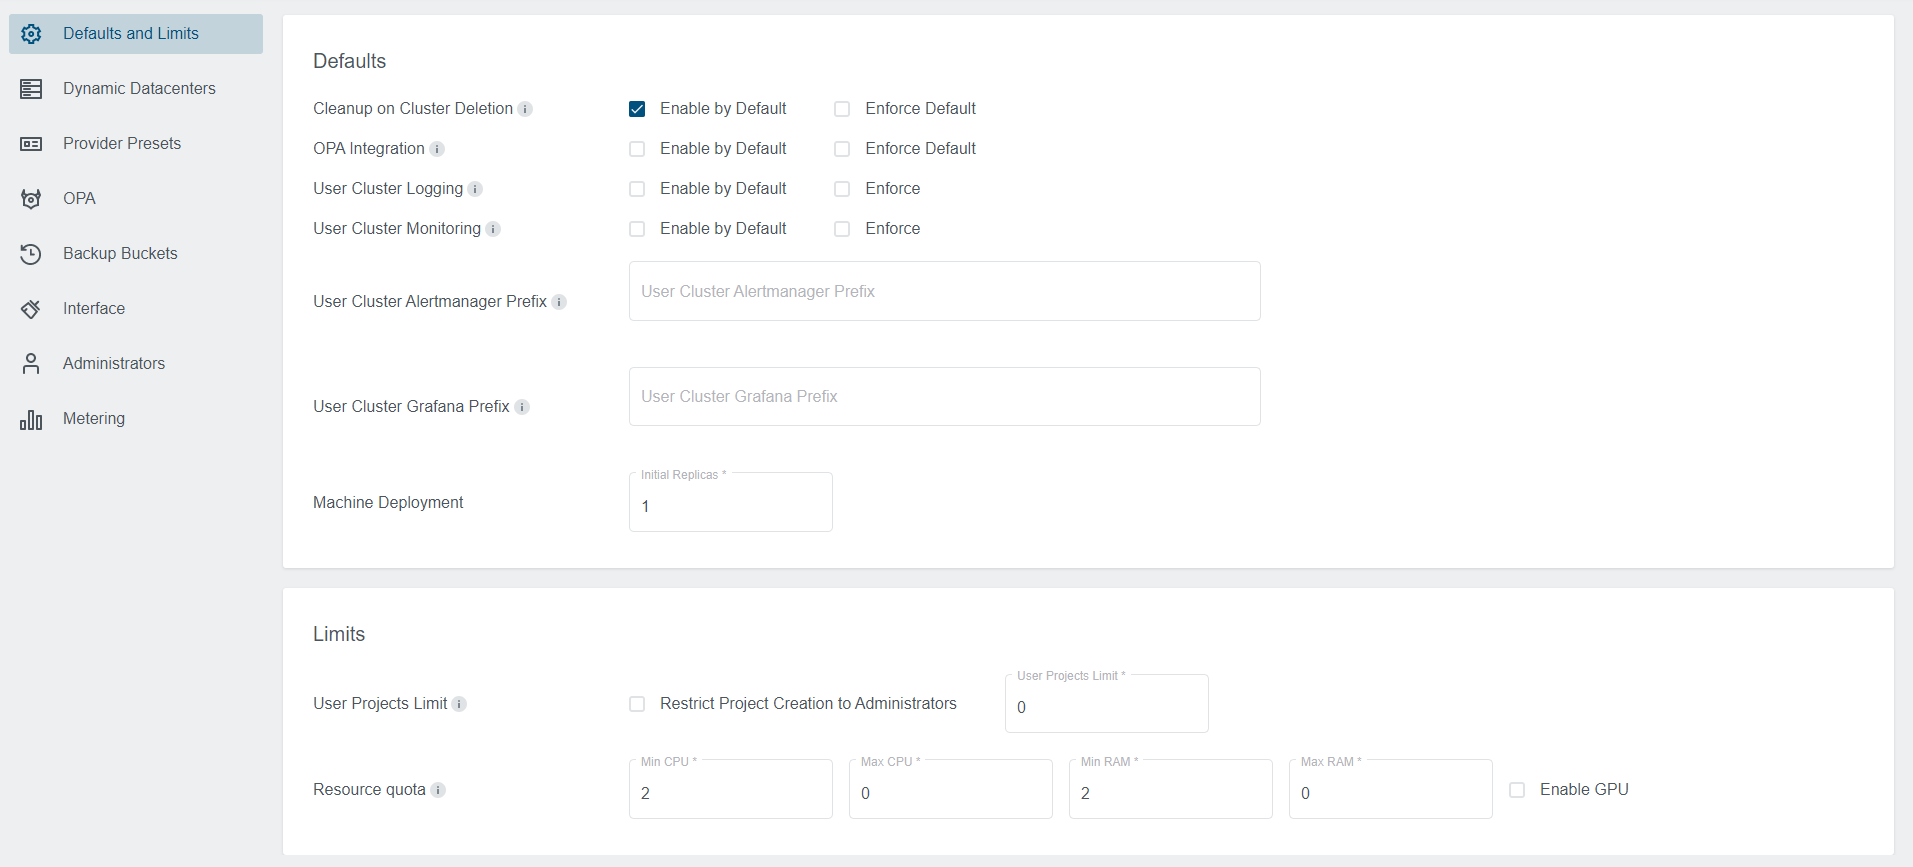 Defaults and Limits
Dynamic Datacenters
Provider Presets
OPA
Backup Buckets
Interface
Administrators
Metering
Defaults
Cleanup on Cluster Deletion i Enable by Default Enforce Default
OPA Integration i Enable by Default Enforce Default
User Cluster Logging i Enable by Default Enforce
User Cluster Monitoring i Enable by Default Enforce
User Cluster Alertmanager Prefix i User Cluster Alertmanager Prefix
User Cluster Grafana Prefix i User Cluster Grafana Prefix
Initial Replicas *
Machine Deployment 1
Limits
User Projects Limit *
User Projects Limit i Restrict Project Creation to Administrators 0
Min CPU * Max CPU * Min RAM * Max RAM *
Resource quota i 2 0 2 0 Enable GPU